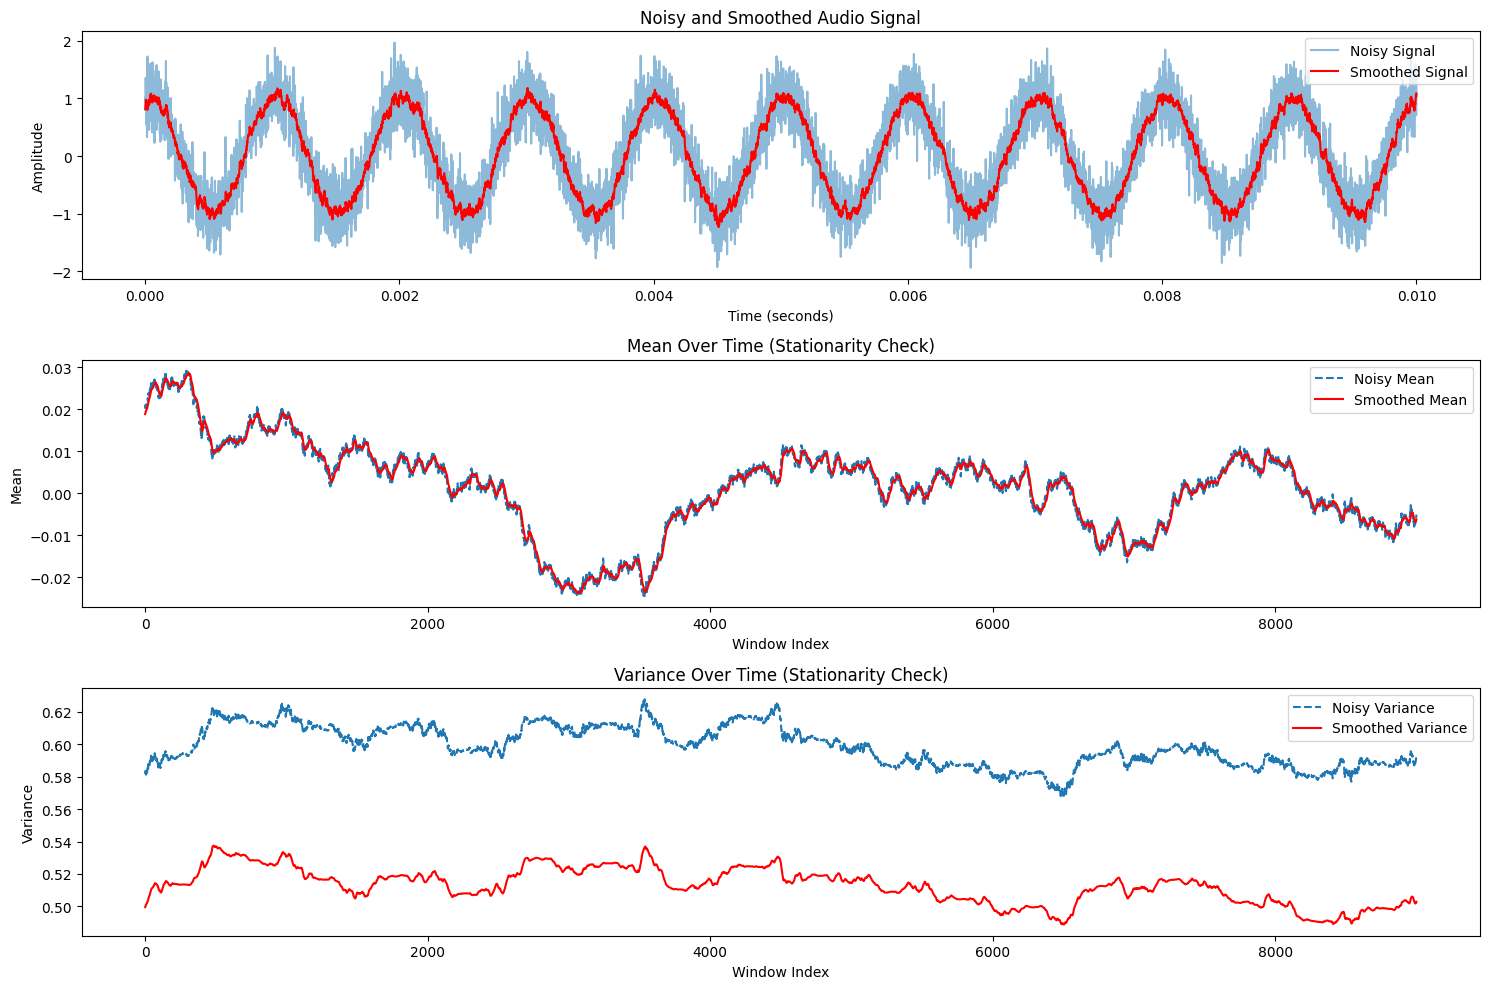 Noisy and Smoothed Audio Signal
2
1
0
−1
−2
Amplitude
Noisy Signal
Smoothed Signal
0.000 0.002 0.004 0.006 0.008 0.010
Time (seconds)
Mean Over Time (Stationarity Check)
0.03
0.02
0.01
0.00
−0.01
−0.02
Mean
Noisy Mean
Smoothed Mean
0 2000 4000 6000 8000
Window Index
Variance Over Time (Stationarity Check)
0.62
0.60
0.58
0.56
0.54
0.52
0.50
Variance
Noisy Variance
Smoothed Variance
0 2000 4000 6000 8000
Window Index